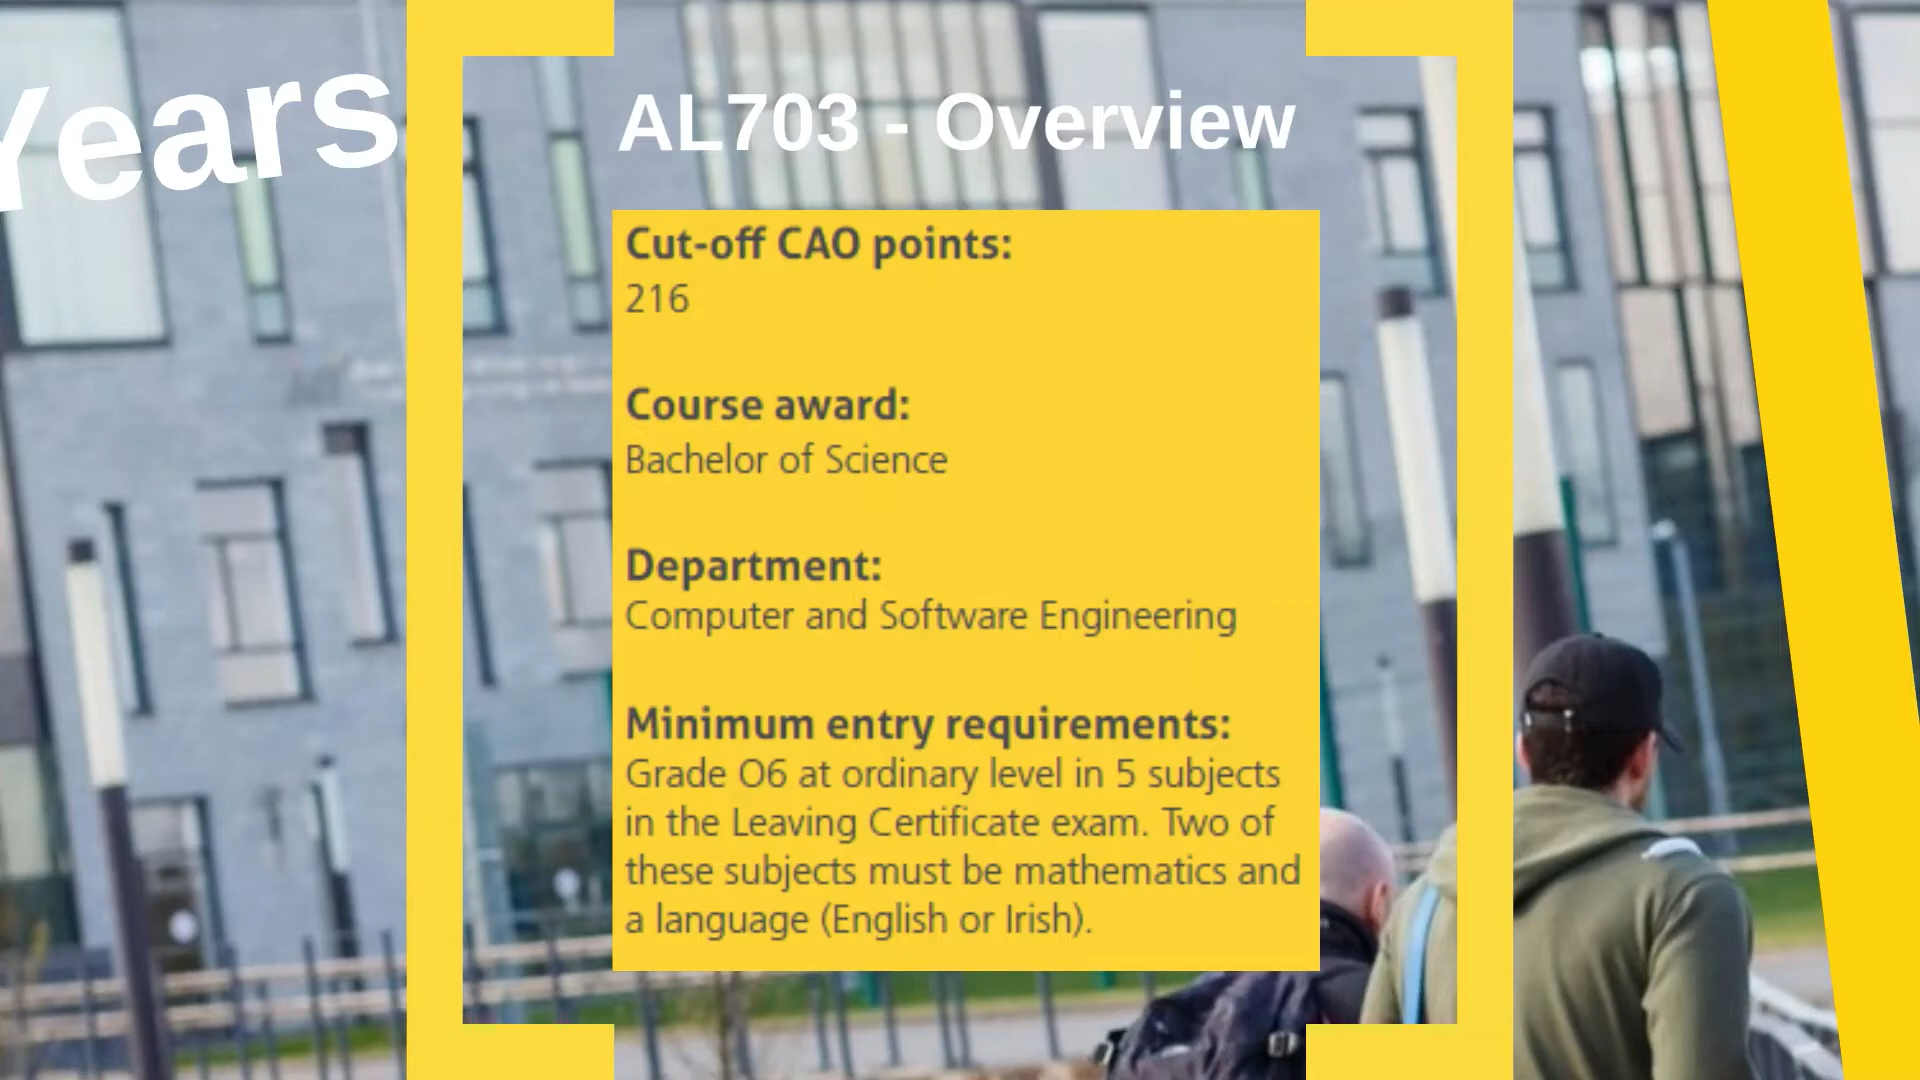 Years
AL703 - Overview
Cut-off CAO points:
216
Course award:
Bachelor of Science
Department:
Computer and Software Engineering
Minimum entry requirements:
Grade O6 at ordinary level in 5 subjects
in the Leaving Certificate exam. Two of
these subjects must be mathematics and
a language (English or Irish).